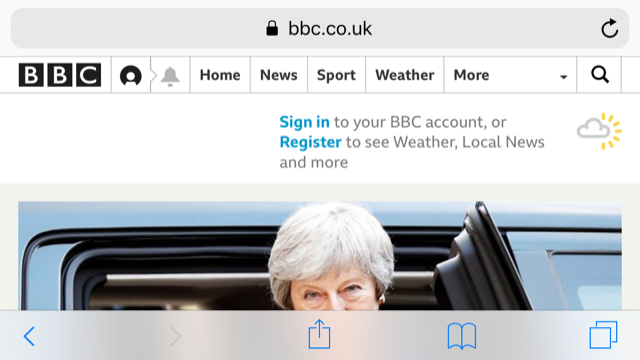 bbc.co.uk
BBC Home News Sport Weather More
Sign in to your BBC account, or
Register to see Weather, Local News
and more